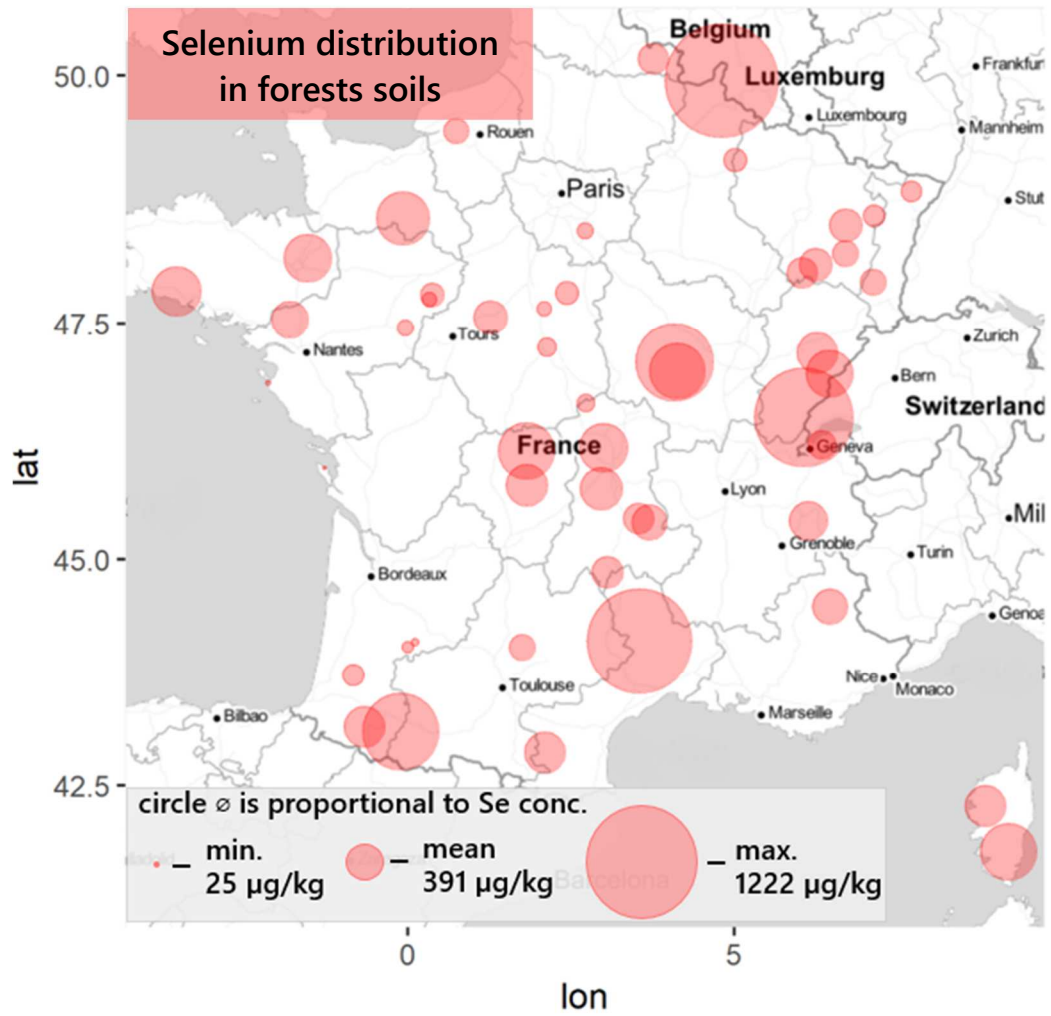 Selenium distribution
in forests soils
Belgium
Luxemburg
Frankfur
Luxembourg
Mannheim
Rouen
Paris
Stut
Nantes
Tours
Zurich
Bern
Switzerland
France
Geneva
Lyon
Mil
Grenoble
Turin
Bordeaux
Genoa
Toulouse
Nice
Monaco
Bilbao
Marseille
50.0
47.5
45.0
42.5
lat
circle ⌀ is proportional to Se conc.
– min.
25 µg/kg
– mean
391 µg/kg
– max.
1222 µg/kg
Barcelona
0
5
lon